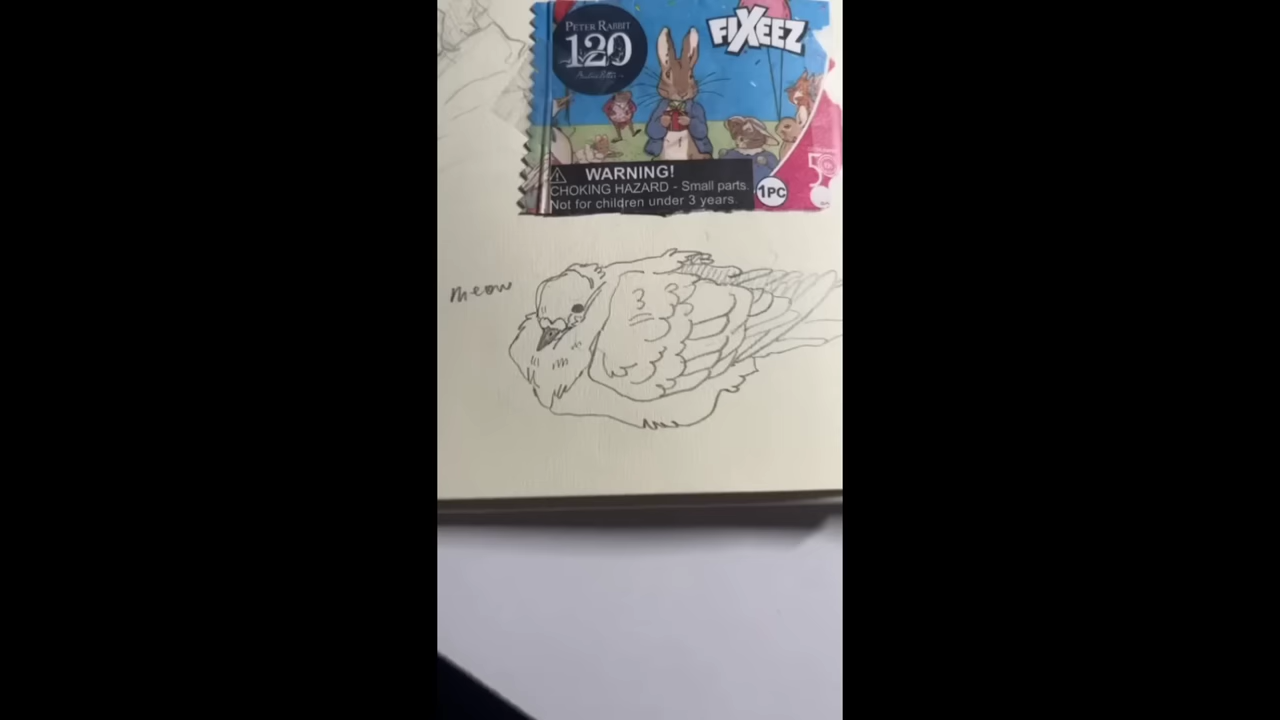 PETER RABBIT
120
FIXEEZ
WARNING!
CHOKING HAZARD - Small parts.
Not for children under 3 years.
1PC
meow